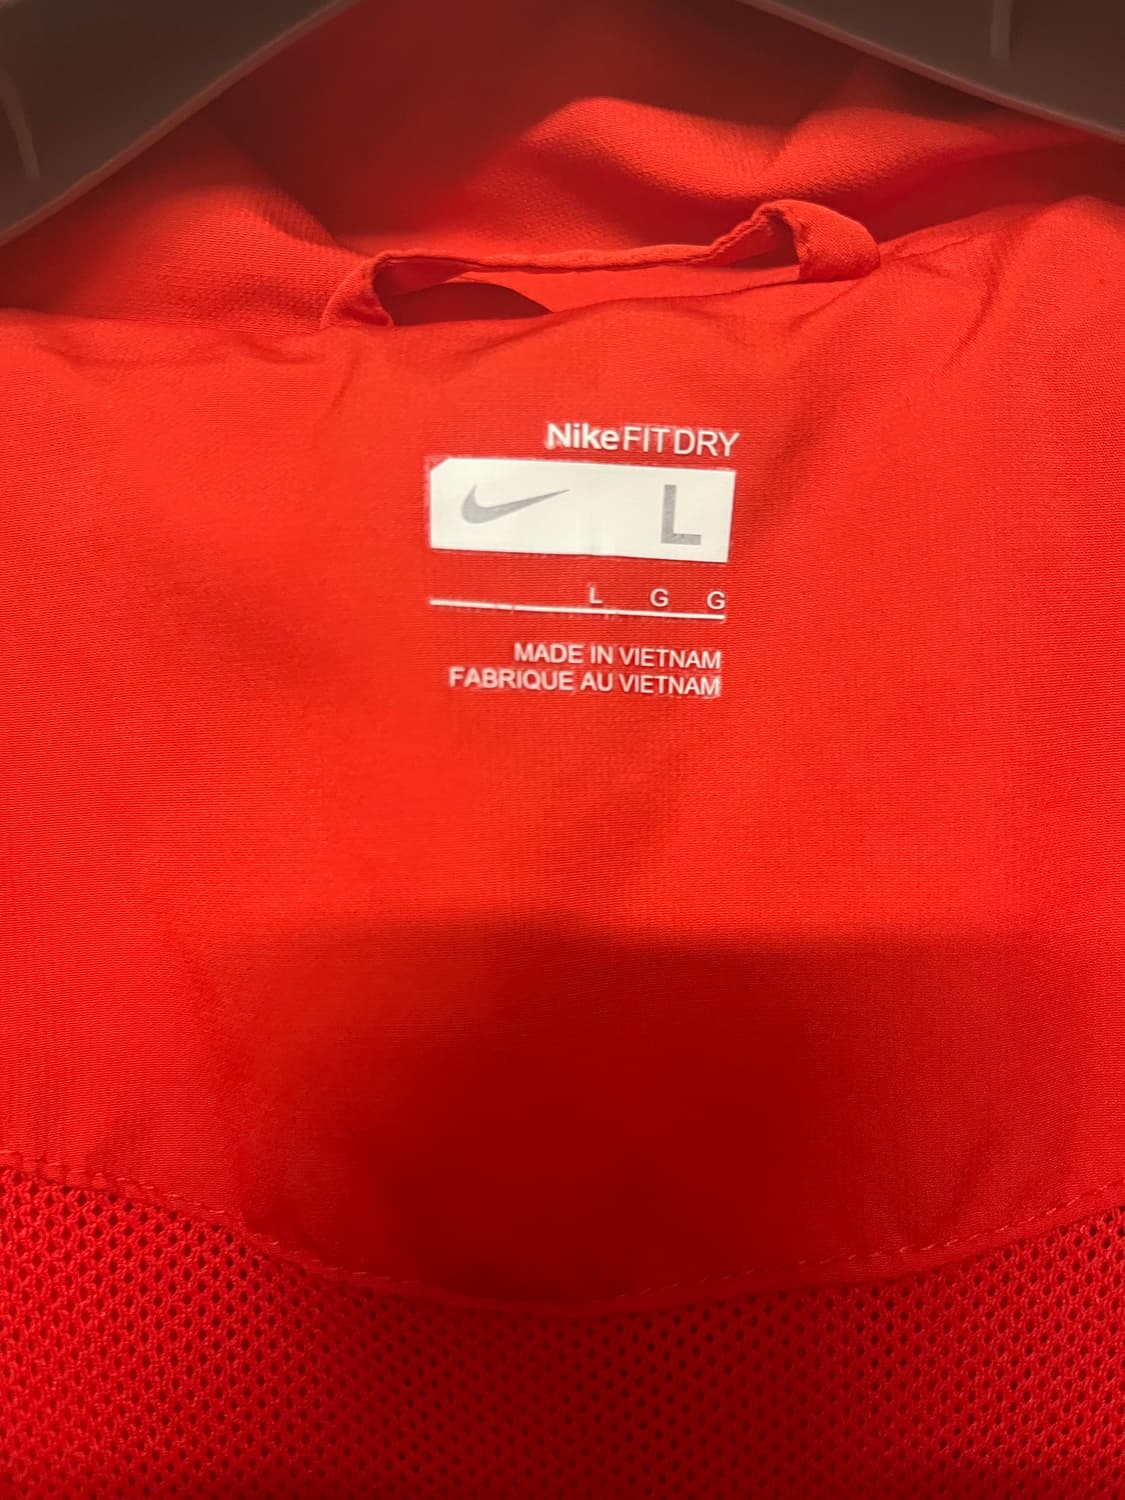 NikeFITDRY
L
L G G
MADE IN VIETNAM
FABRIQUE AU VIETNAM